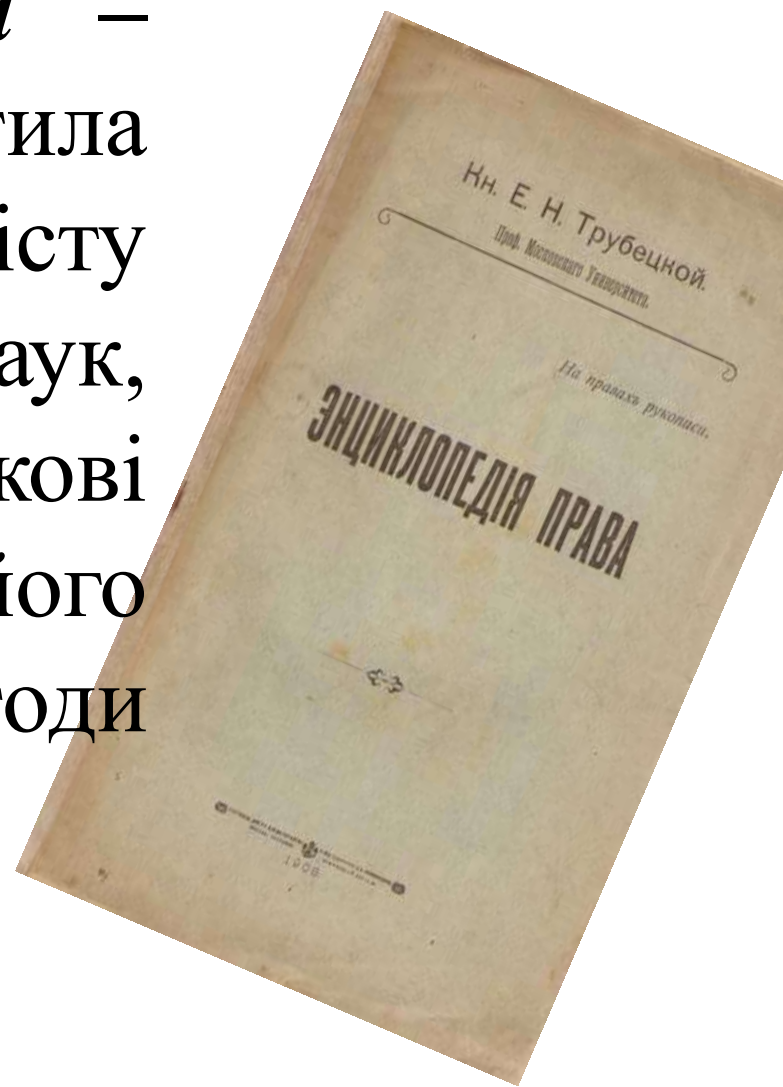 –
тила
істу
аук,
кові
його
годи
Кн. Е. Н. Трубецкой.
Проф. Московскаго Университета.
На правахъ рукописи.
ЭНЦИКЛОПЕДІЯ ПРАВА
1908